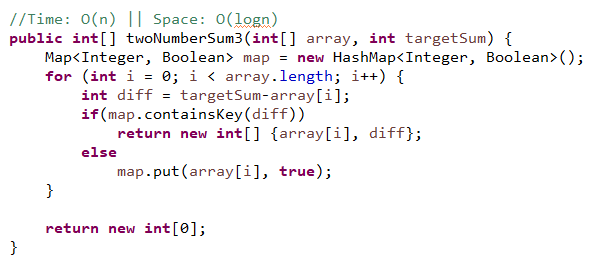 //Time: O(n) || Space: O(logn)
public int[] twoNumberSum3(int[] array, int targetSum) {
    Map<Integer, Boolean> map = new HashMap<Integer, Boolean>();
    for (int i = 0; i < array.length; i++) {
        int diff = targetSum-array[i];
        if(map.containsKey(diff))
            return new int[] {array[i], diff};
        else
            map.put(array[i], true);
    }

    return new int[0];
}